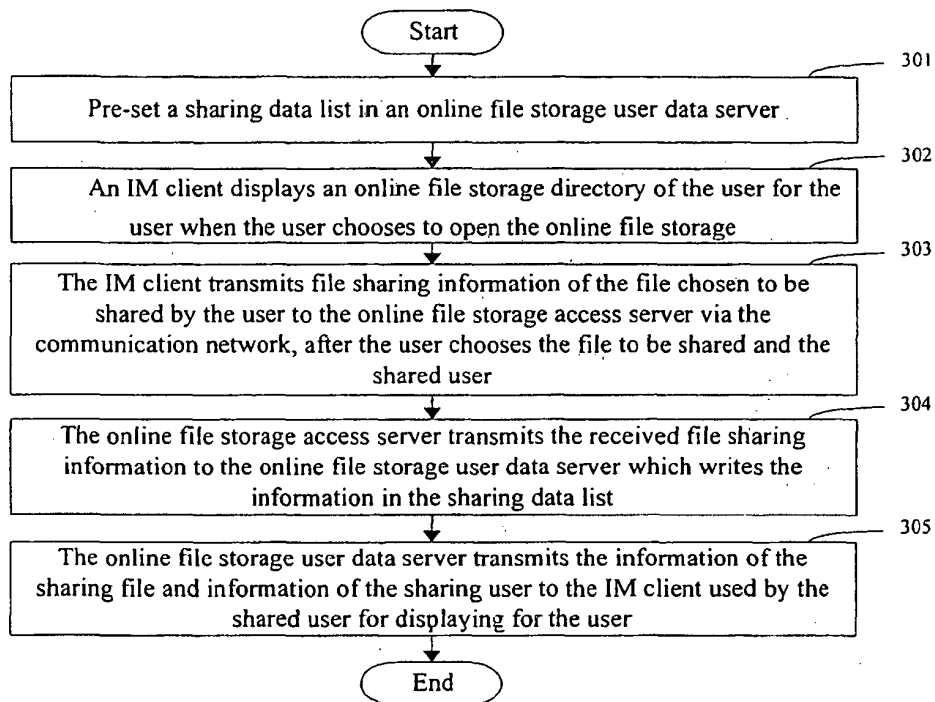 Start
301
Pre-set a sharing data list in an online file storage user data server
302
An IM client displays an online file storage directory of the user for the
user when the user chooses to open the online file storage
303
The IM client transmits file sharing information of the file chosen to be
shared by the user to the online file storage access server via the
communication network, after the user chooses the file to be shared and the
shared user
304
The online file storage access server transmits the received file sharing
information to the online file storage user data server which writes the
information in the sharing data list
305
The online file storage user data server transmits the information of the
sharing file and information of the sharing user to the IM client used by the
shared user for displaying for the user
End